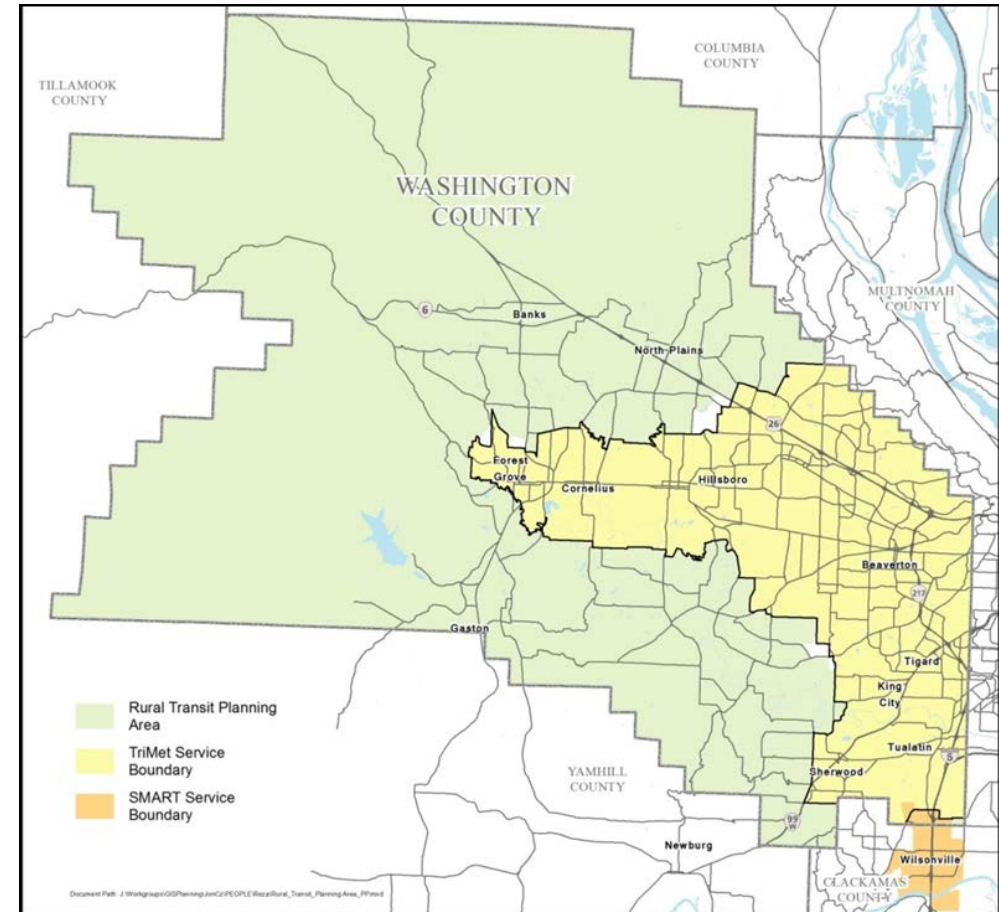 COLUMBIA
COUNTY
TILLAMOOK
COUNTY
WASHINGTON
COUNTY
MULTNOMAH
COUNTY
6
Banks
North Plains
26
Forest
Grove
Cornelius
Hillsboro
Beaverton
217
Gaston
Tigard
King
City
Tualatin
5
Sherwood
Rural Transit Planning
Area
TriMet Service
Boundary
SMART Service
Boundary
YAMHILL
COUNTY
99
W
Newburg
Wilsonville
CLACKAMAS
COUNTY
Document Path: